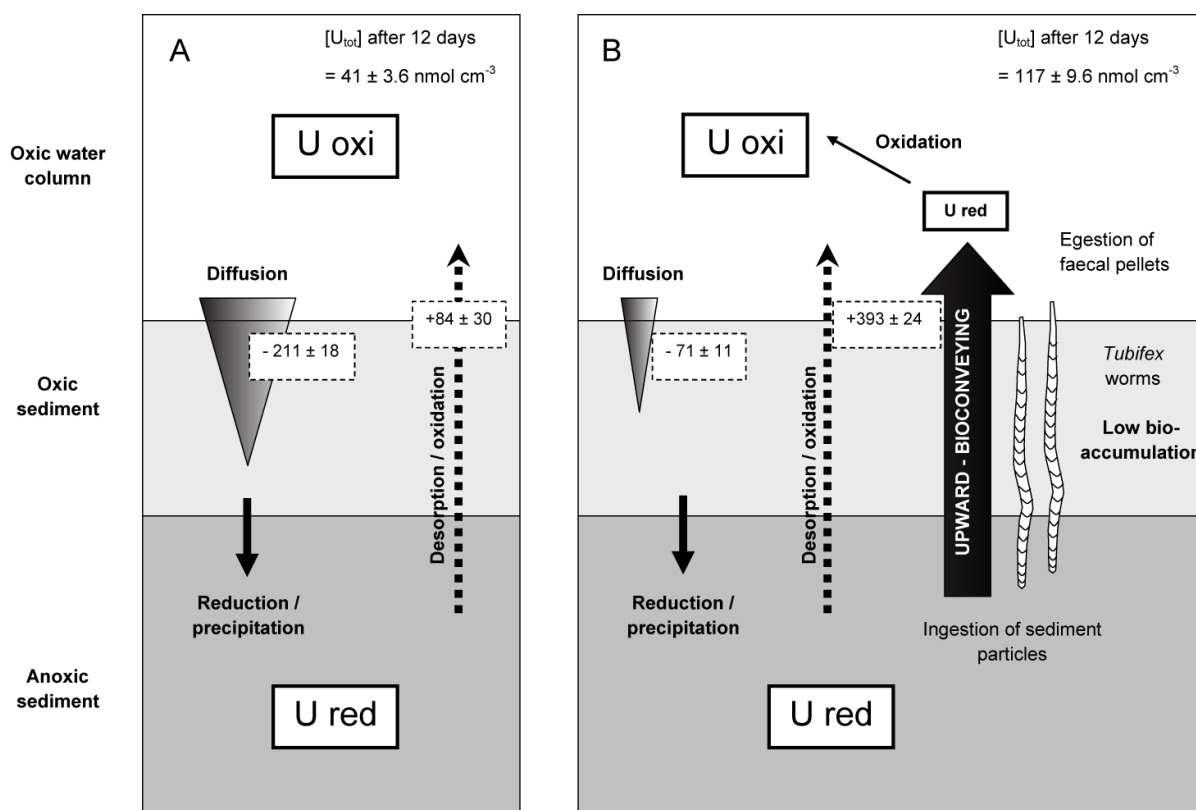 Oxic water
column
Oxic
sediment
Anoxic
sediment
A
[Utot] after 12 days
= 41 ± 3.6 nmol cm-3
U oxi
Diffusion
- 211 ± 18
+84 ± 30
Desorption / oxidation
Reduction /
precipitation
U red
B
[Utot] after 12 days
= 117 ± 9.6 nmol cm-3
U oxi
Oxidation
U red
Egestion of
faecal pellets
Diffusion
- 71 ± 11
+393 ± 24
Desorption / oxidation
UPWARD - BIOCONVEYING
Tubifex
worms
Low bio-
accumulation
Reduction /
precipitation
Ingestion of sediment
particles
U red